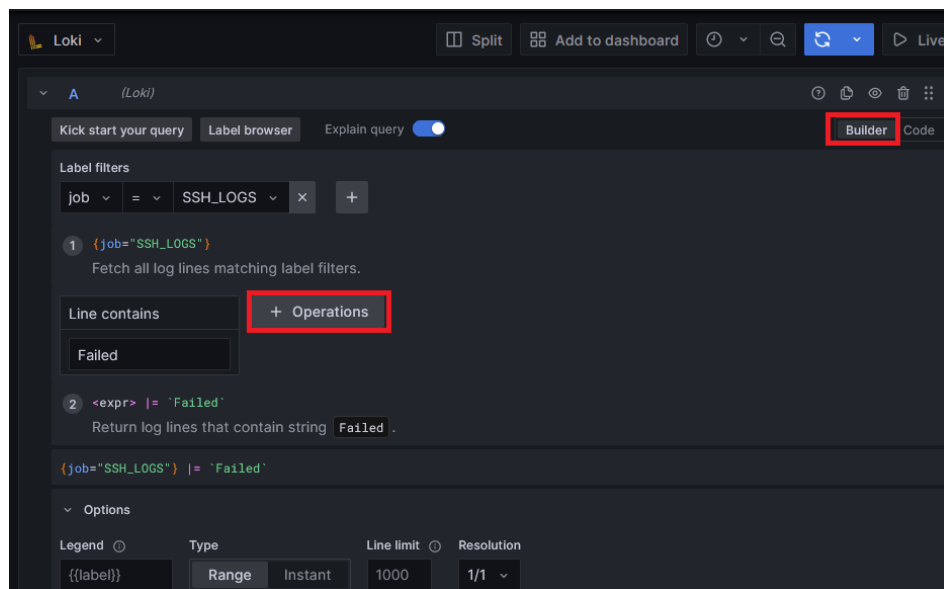 Loki Split Add to dashboard Live
A (Loki)
Kick start your query Label browser Explain query Builder Code
Label filters
job = SSH_LOGS × +
1 {job="SSH_LOGS"}
Fetch all log lines matching label filters.
Line contains + Operations
Failed
2 <expr> |= `Failed`
Return log lines that contain string Failed .
{job="SSH_LOGS"} |= `Failed`
Options
Legend Type Line limit Resolution
{{label}} Range Instant 1000 1/1